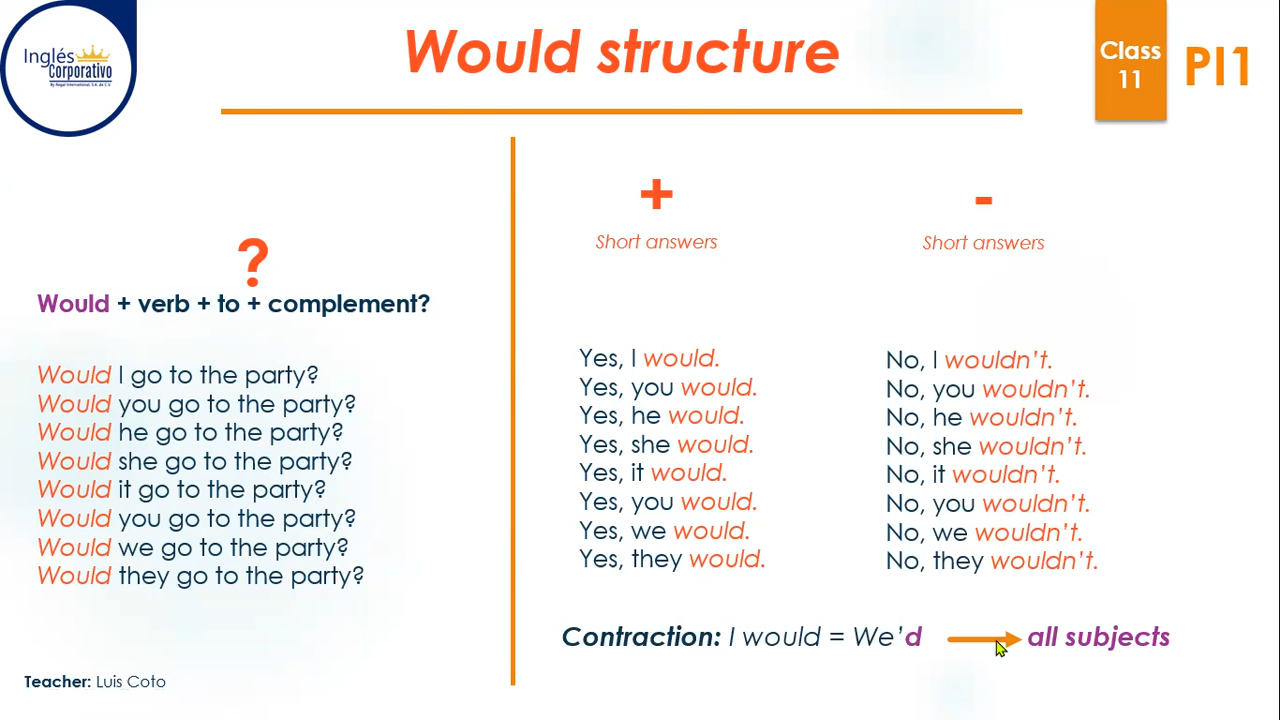 Inglés
Corporativo
Would structure
Class
11
PI1
?
Would + verb + to + complement?
Would I go to the party?
Would you go to the party?
Would he go to the party?
Would she go to the party?
Would it go to the party?
Would you go to the party?
Would we go to the party?
Would they go to the party?
+
Short answers
Yes, I would.
Yes, you would.
Yes, he would.
Yes, she would.
Yes, it would.
Yes, you would.
Yes, we would.
Yes, they would.
-
Short answers
No, I wouldn’t.
No, you wouldn’t.
No, he wouldn’t.
No, she wouldn’t.
No, it wouldn’t.
No, you wouldn’t.
No, we wouldn’t.
No, they wouldn’t.
Contraction: I would = We’d all subjects
Teacher: Luis Coto